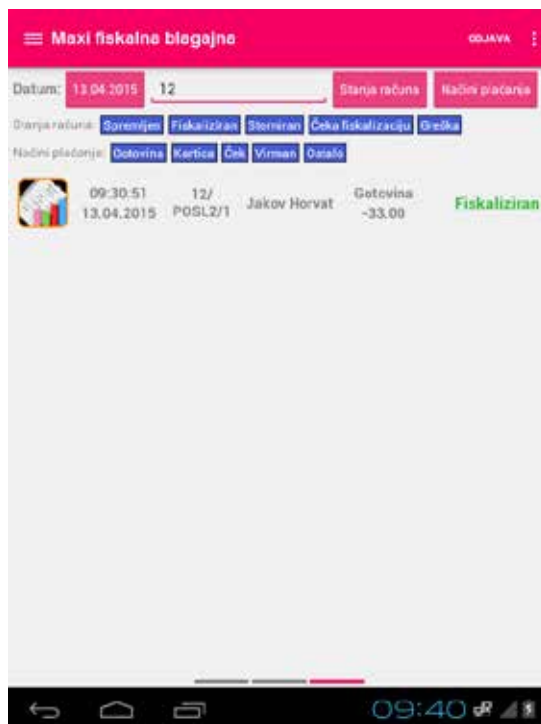 Maxi fiskalna blagajna ODJAVA
Datum: 13.04.2015 12 Stanja računa Načini plaćanja
Stanja računa: Spremljen Fiskaliziran Storniran Čeka fiskalizaciju Greška
Načini plaćanja: Gotovina Kartica Ček Virman Ostalo
09:30:51 12/ Gotovina
13.04.2015 POSL2/1 Jakov Horvat -33.00 Fiskaliziran
09:40